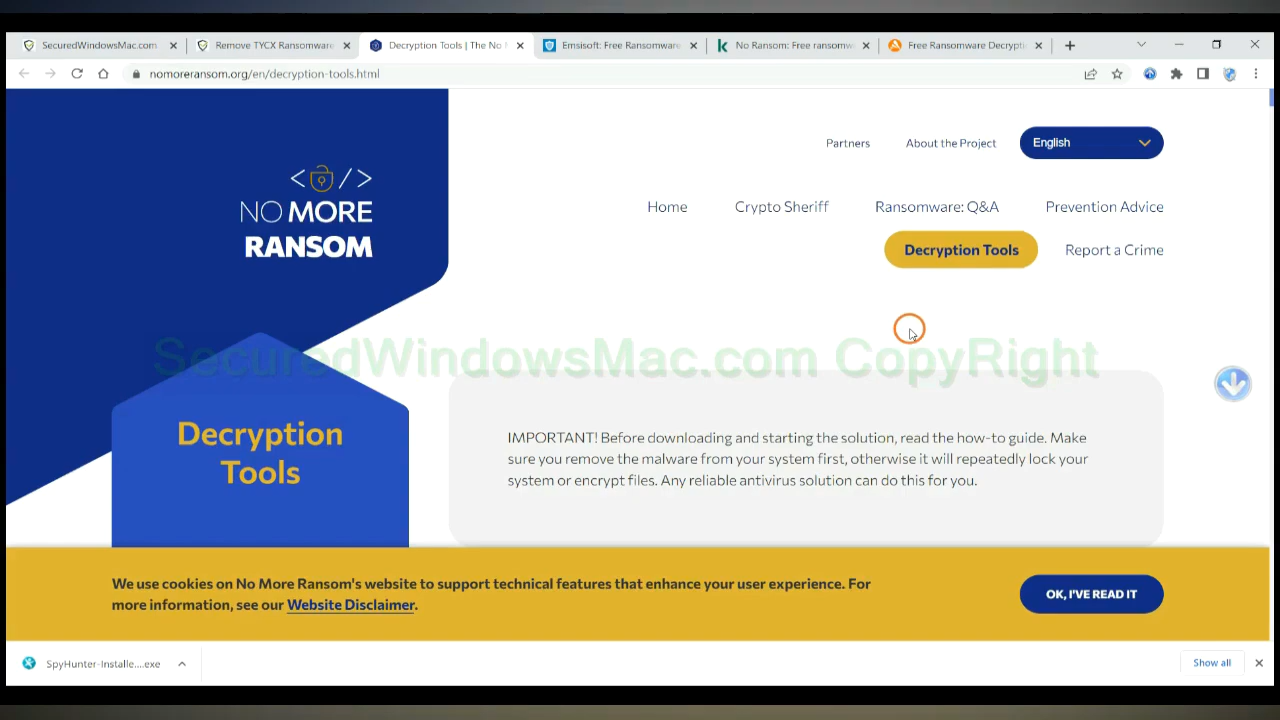 SecuredWindowsMac.com
Remove TYCX Ransomware
Decryption Tools | The No
Emsisoft: Free Ransomware
No Ransom: Free ransomw
Free Ransomware Decrypti
nomoreransom.org/en/decryption-tools.html
Partners
About the Project
English
</>
NO MORE
RANSOM
Home
Crypto Sheriff
Ransomware: Q&A
Prevention Advice
Decryption Tools
Report a Crime
SecuredWindowsMac.com CopyRight
Decryption
Tools
IMPORTANT! Before downloading and starting the solution, read the how-to guide. Make
sure you remove the malware from your system first, otherwise it will repeatedly lock your
system or encrypt files. Any reliable antivirus solution can do this for you.
We use cookies on No More Ransom's website to support technical features that enhance your user experience. For
more information, see our Website Disclaimer.
OK, I'VE READ IT
SpyHunter-Installe....exe
Show all